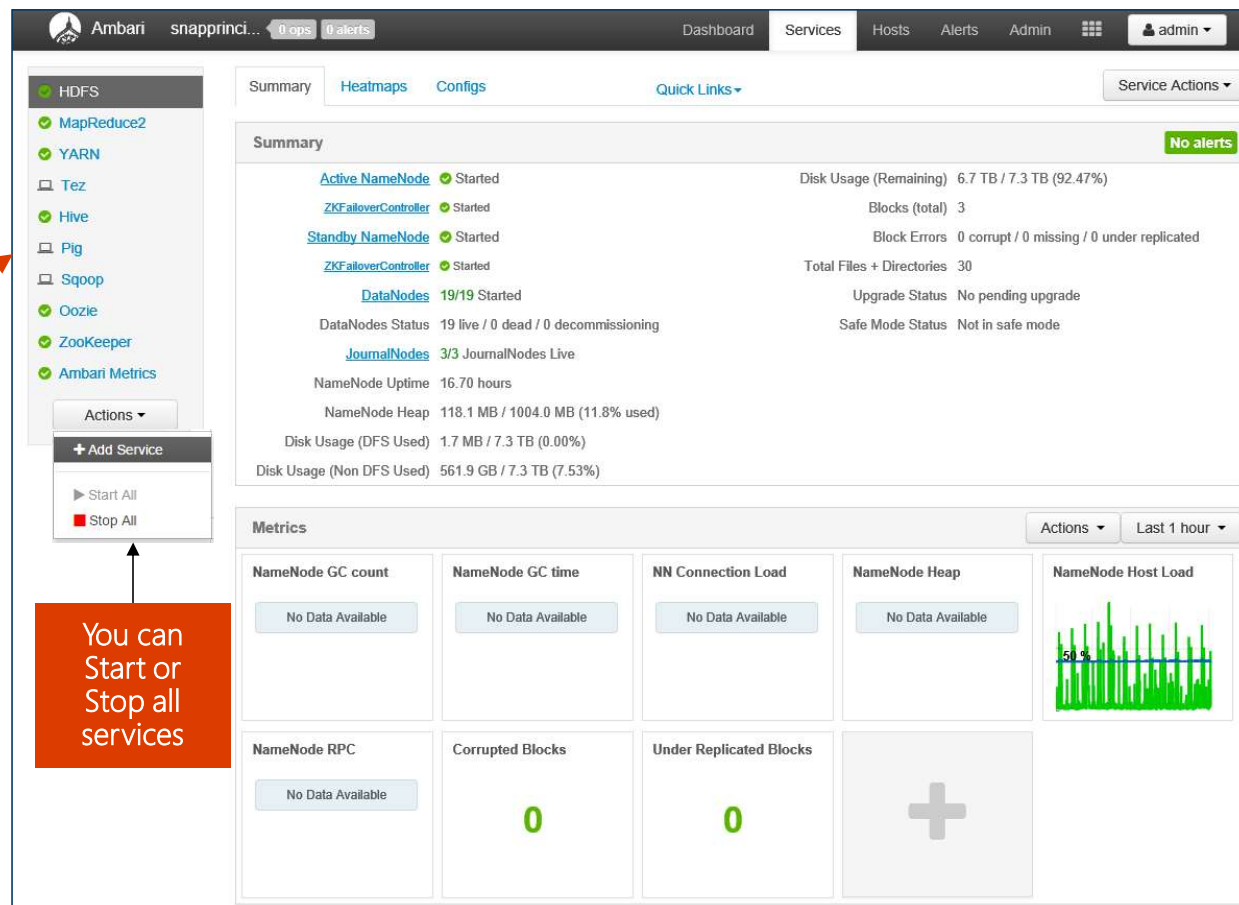 Ambari snapprinci... 0 ops 0 alerts Dashboard Services Hosts Alerts Admin admin
HDFS
MapReduce2
YARN
Tez
Hive
Pig
Sqoop
Oozie
ZooKeeper
Ambari Metrics
Actions
Add Service
Start All
Stop All
You can
Start or
Stop all
services
Summary Heatmaps Configs Quick Links Service Actions
Summary No alerts
Active NameNode Started
ZKFailoverController Started
Standby NameNode Started
ZKFailoverController Started
DataNodes 19/19 Started
DataNodes Status 19 live / 0 dead / 0 decommissioning
JournalNodes 3/3 JournalNodes Live
NameNode Uptime 16.70 hours
NameNode Heap 118.1 MB / 1004.0 MB (11.8% used)
Disk Usage (DFS Used) 1.7 MB / 7.3 TB (0.00%)
Disk Usage (Non DFS Used) 561.9 GB / 7.3 TB (7.53%)
Disk Usage (Remaining) 6.7 TB / 7.3 TB (92.47%)
Blocks (total) 3
Block Errors 0 corrupt / 0 missing / 0 under replicated
Total Files + Directories 30
Upgrade Status No pending upgrade
Safe Mode Status Not in safe mode
Metrics Actions Last 1 hour
NameNode GC count NameNode GC time NN Connection Load NameNode Heap NameNode Host Load
No Data Available No Data Available No Data Available No Data Available
50 %
NameNode RPC Corrupted Blocks Under Replicated Blocks
No Data Available 0 0